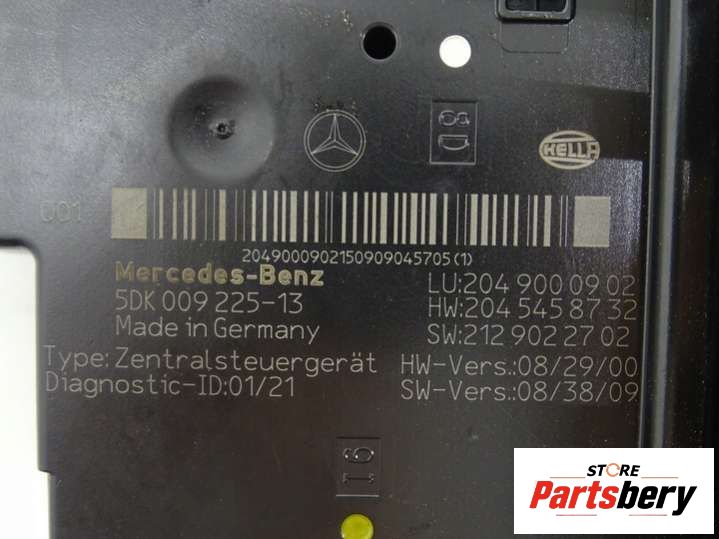 8D
HELLA
001
2049000902150909045705(1)
Mercedes-Benz
LU:204 900 09 02
5DK 009 225-13
HW:204 545 87 32
Made in Germany
SW:212 902 27 02
Type: Zentralsteuergerät
HW-Vers.:08/29/00
Diagnostic-ID:01/21
SW-Vers.:08/38/09
16
STORE
Partsbery